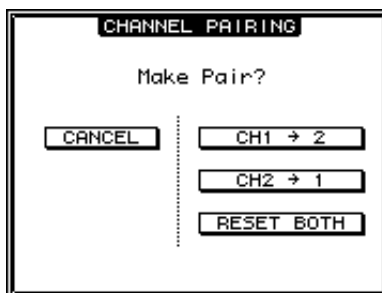 CHANNEL PAIRING
Make Pair?
CANCEL
CH1 → 2
CH2 → 1
RESET BOTH